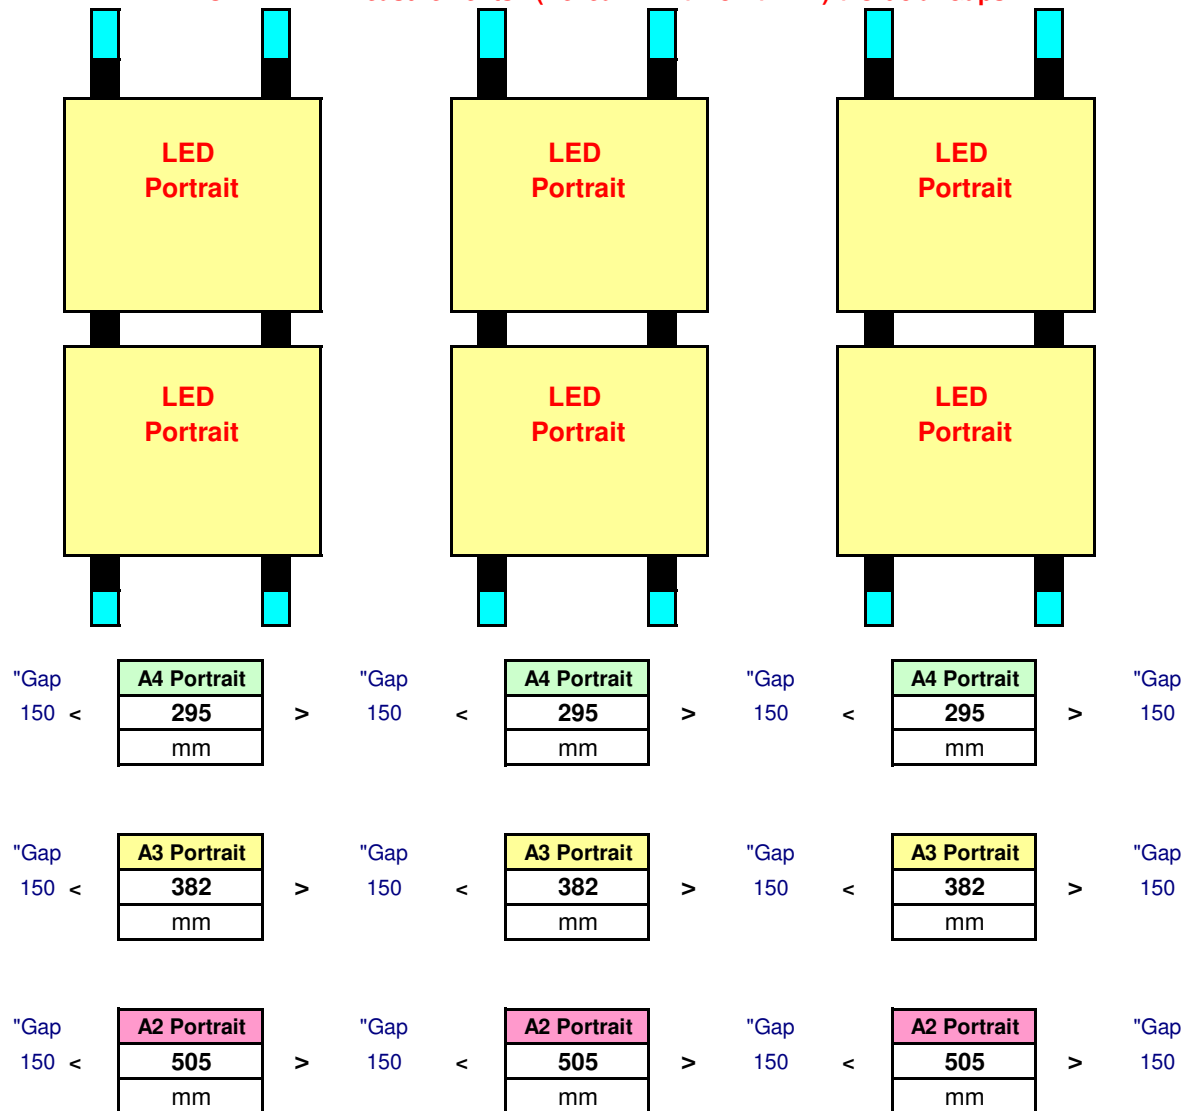 LED LED LED
Portrait Portrait Portrait
LED LED LED
Portrait Portrait Portrait
"Gap A4 Portrait "Gap A4 Portrait "Gap A4 Portrait "Gap
150 < 295 > 150 < 295 > 150 < 295 > 150
mm mm mm
"Gap A3 Portrait "Gap A3 Portrait "Gap A3 Portrait "Gap
150 < 382 > 150 < 382 > 150 < 382 > 150
mm mm mm
"Gap A2 Portrait "Gap A2 Portrait "Gap A2 Portrait "Gap
150 < 505 > 150 < 505 > 150 < 505 > 150
mm mm mm